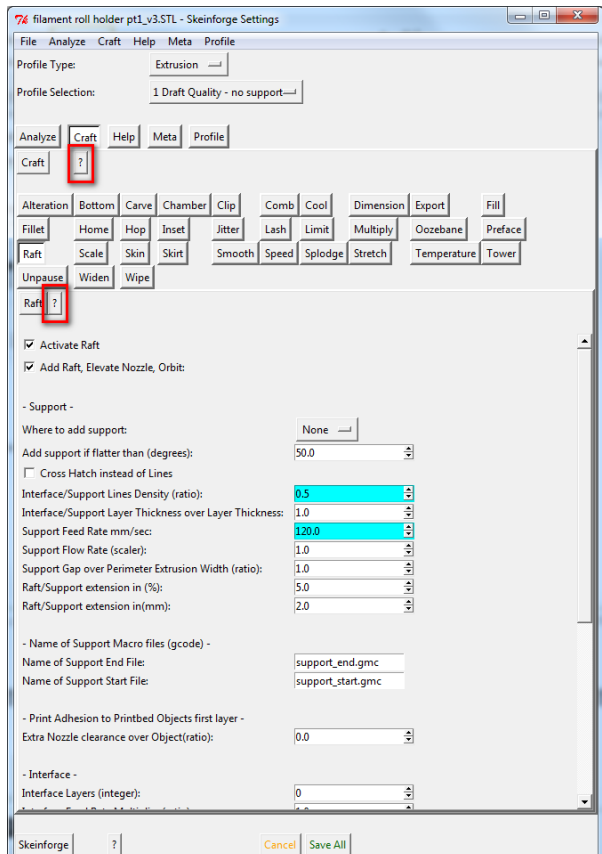 filament roll holder pt1_v3.STL - Skeinforge Settings
File Analyze Craft Help Meta Profile
Profile Type: Extrusion
Profile Selection: 1 Draft Quality - no support
Analyze Craft Help Meta Profile
Craft ?
Alteration Bottom Carve Chamber Clip Comb Cool Dimension Export Fill
Fillet Home Hop Inset Jitter Lash Limit Multiply Oozebane Preface
Raft Scale Skin Skirt Smooth Speed Splodge Stretch Temperature Tower
Unpause Widen Wipe
Raft ?
Activate Raft
Add Raft, Elevate Nozzle, Orbit:
- Support -
Where to add support: None
Add support if flatter than (degrees): 50.0
Cross Hatch instead of Lines
Interface/Support Lines Density (ratio): 0.5
Interface/Support Layer Thickness over Layer Thickness: 1.0
Support Feed Rate mm/sec: 120.0
Support Flow Rate (scaler): 1.0
Support Gap over Perimeter Extrusion Width (ratio): 1.0
Raft/Support extension in (%): 5.0
Raft/Support extension in(mm): 2.0
- Name of Support Macro files (gcode) -
Name of Support End File: support_end.gmc
Name of Support Start File: support_start.gmc
- Print Adhesion to Printbed Objects first layer -
Extra Nozzle clearance over Object(ratio): 0.0
- Interface -
Interface Layers (integer): 0
Skeinforge ? Cancel Save All